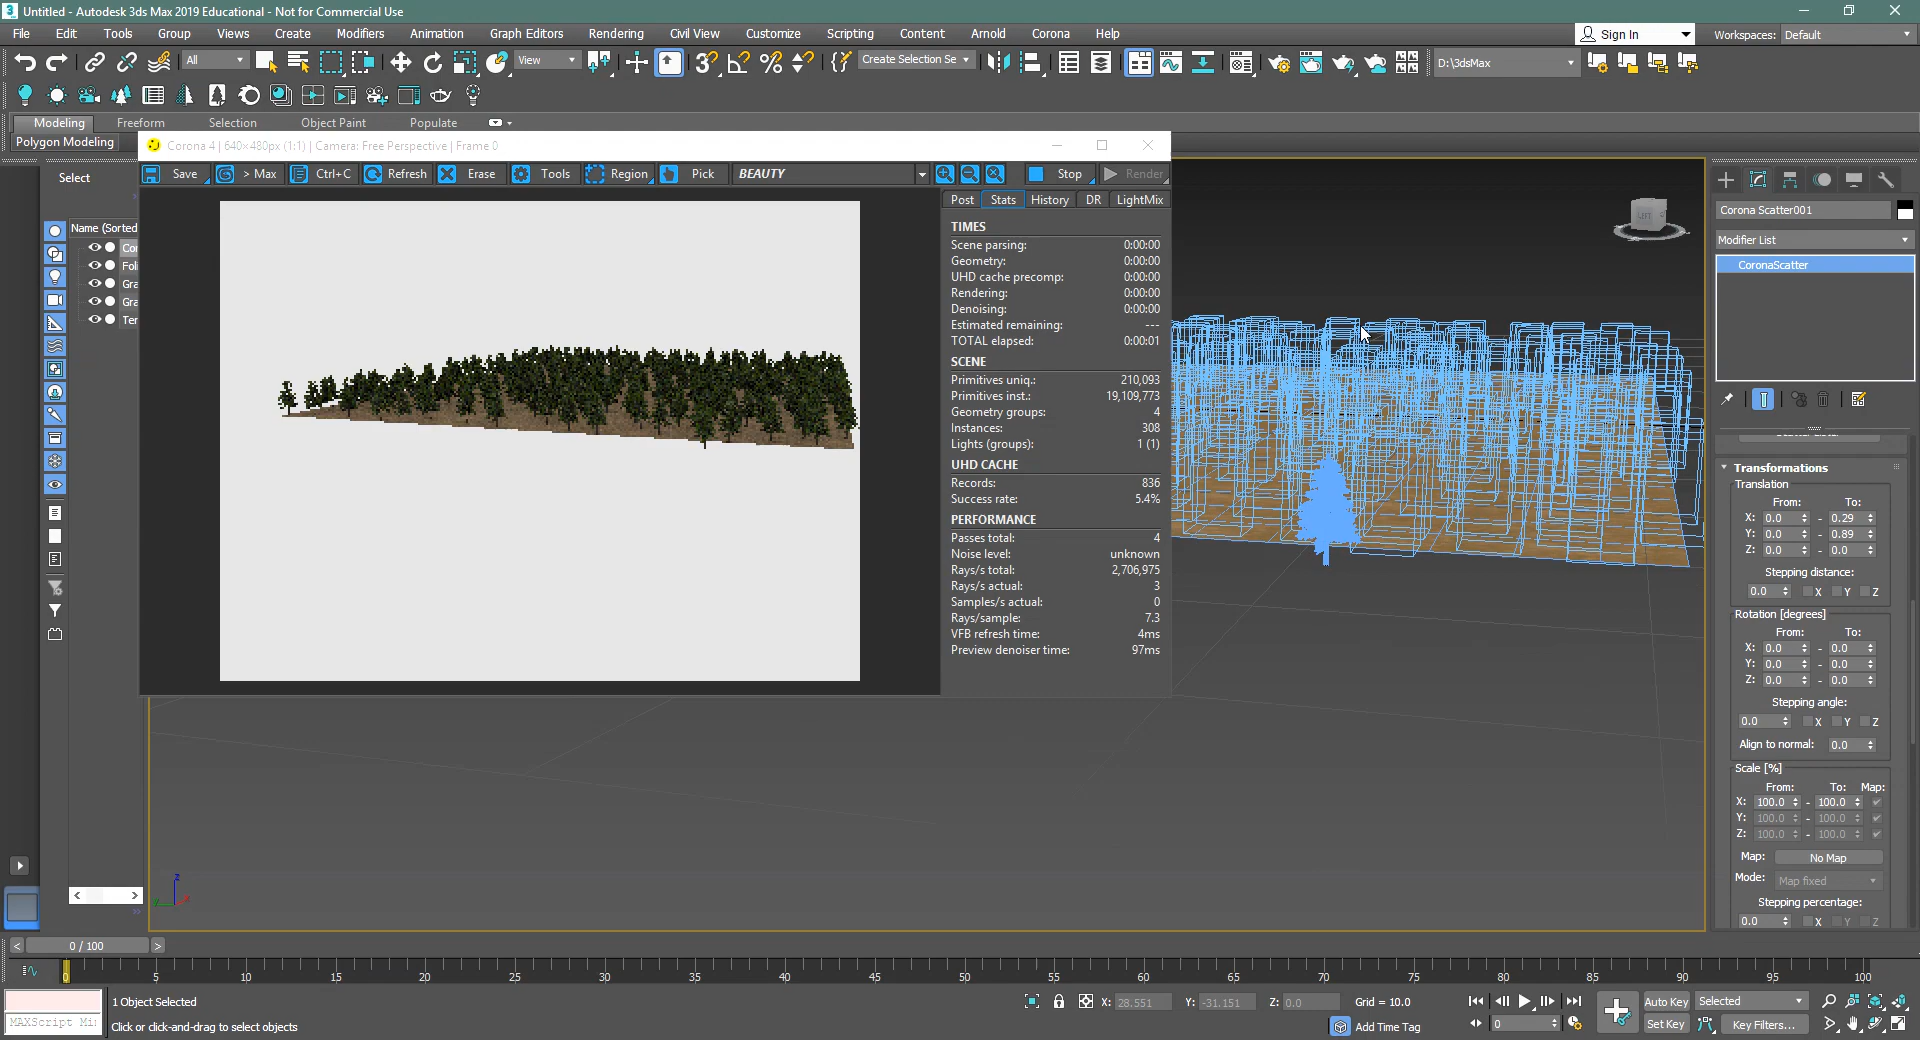 Untitled - Autodesk 3ds Max 2019 Educational - Not for Commercial Use
File Edit Tools Group Views Create Modifiers Animation Graph Editors Rendering Civil View Customize Scripting Content Arnold Corona Help
Sign In Workspaces: Default
All View Create Selection Se D:\3dsMax
Modeling Freeform Selection Object Paint Populate
Polygon Modeling
Corona 4 | 640×480px (1:1) | Camera: Free Perspective | Frame 0
Save > Max Ctrl+C Refresh Erase Tools Region Pick BEAUTY Stop Render
Select
Name (Sorted
Co
Foli
Gra
Gra
Ter
Post Stats History DR LightMix
TIMES
Scene parsing: 0:00:00
Geometry: 0:00:00
UHD cache precomp: 0:00:00
Rendering: 0:00:00
Denoising: 0:00:00
Estimated remaining: ---
TOTAL elapsed: 0:00:01
SCENE
Primitives uniq.: 210,093
Primitives inst.: 19,109,773
Geometry groups: 4
Instances: 308
Lights (groups): 1 (1)
UHD CACHE
Records: 836
Success rate: 5.4%
PERFORMANCE
Passes total: 4
Noise level: unknown
Rays/s total: 2,706,975
Rays/s actual: 3
Samples/s actual: 0
Rays/sample: 7.3
VFB refresh time: 4ms
Preview denoiser time: 97ms
LEFT
Corona Scatter001
Modifier List
CoronaScatter
Transformations
Translation
From: To:
X: 0.0 - 0.29
Y: 0.0 - 0.89
Z: 0.0 - 0.0
Stepping distance:
0.0 X Y Z
Rotation [degrees]
From: To:
X: 0.0 - 0.0
Y: 0.0 - 0.0
Z: 0.0 - 0.0
Stepping angle:
0.0 X Y Z
Align to normal: 0.0
Scale [%]
From: To: Map:
X: 100.0 - 100.0
Y: 100.0 - 100.0
Z: 100.0 - 100.0
Map: No Map
Mode: Map fixed
Stepping percentage:
0.0 X Y Z
z
y x
< >
< 0 / 100 >
0 5 10 15 20 25 30 35 40 45 50 55 60 65 70 75 80 85 90 95 100
1 Object Selected
MAXScript Mi
Click or click-and-drag to select objects
X: 28.551 Y: -31.151 Z: 0.0 Grid = 10.0
Add Time Tag
0
Auto Key Selected
Set Key Key Filters...